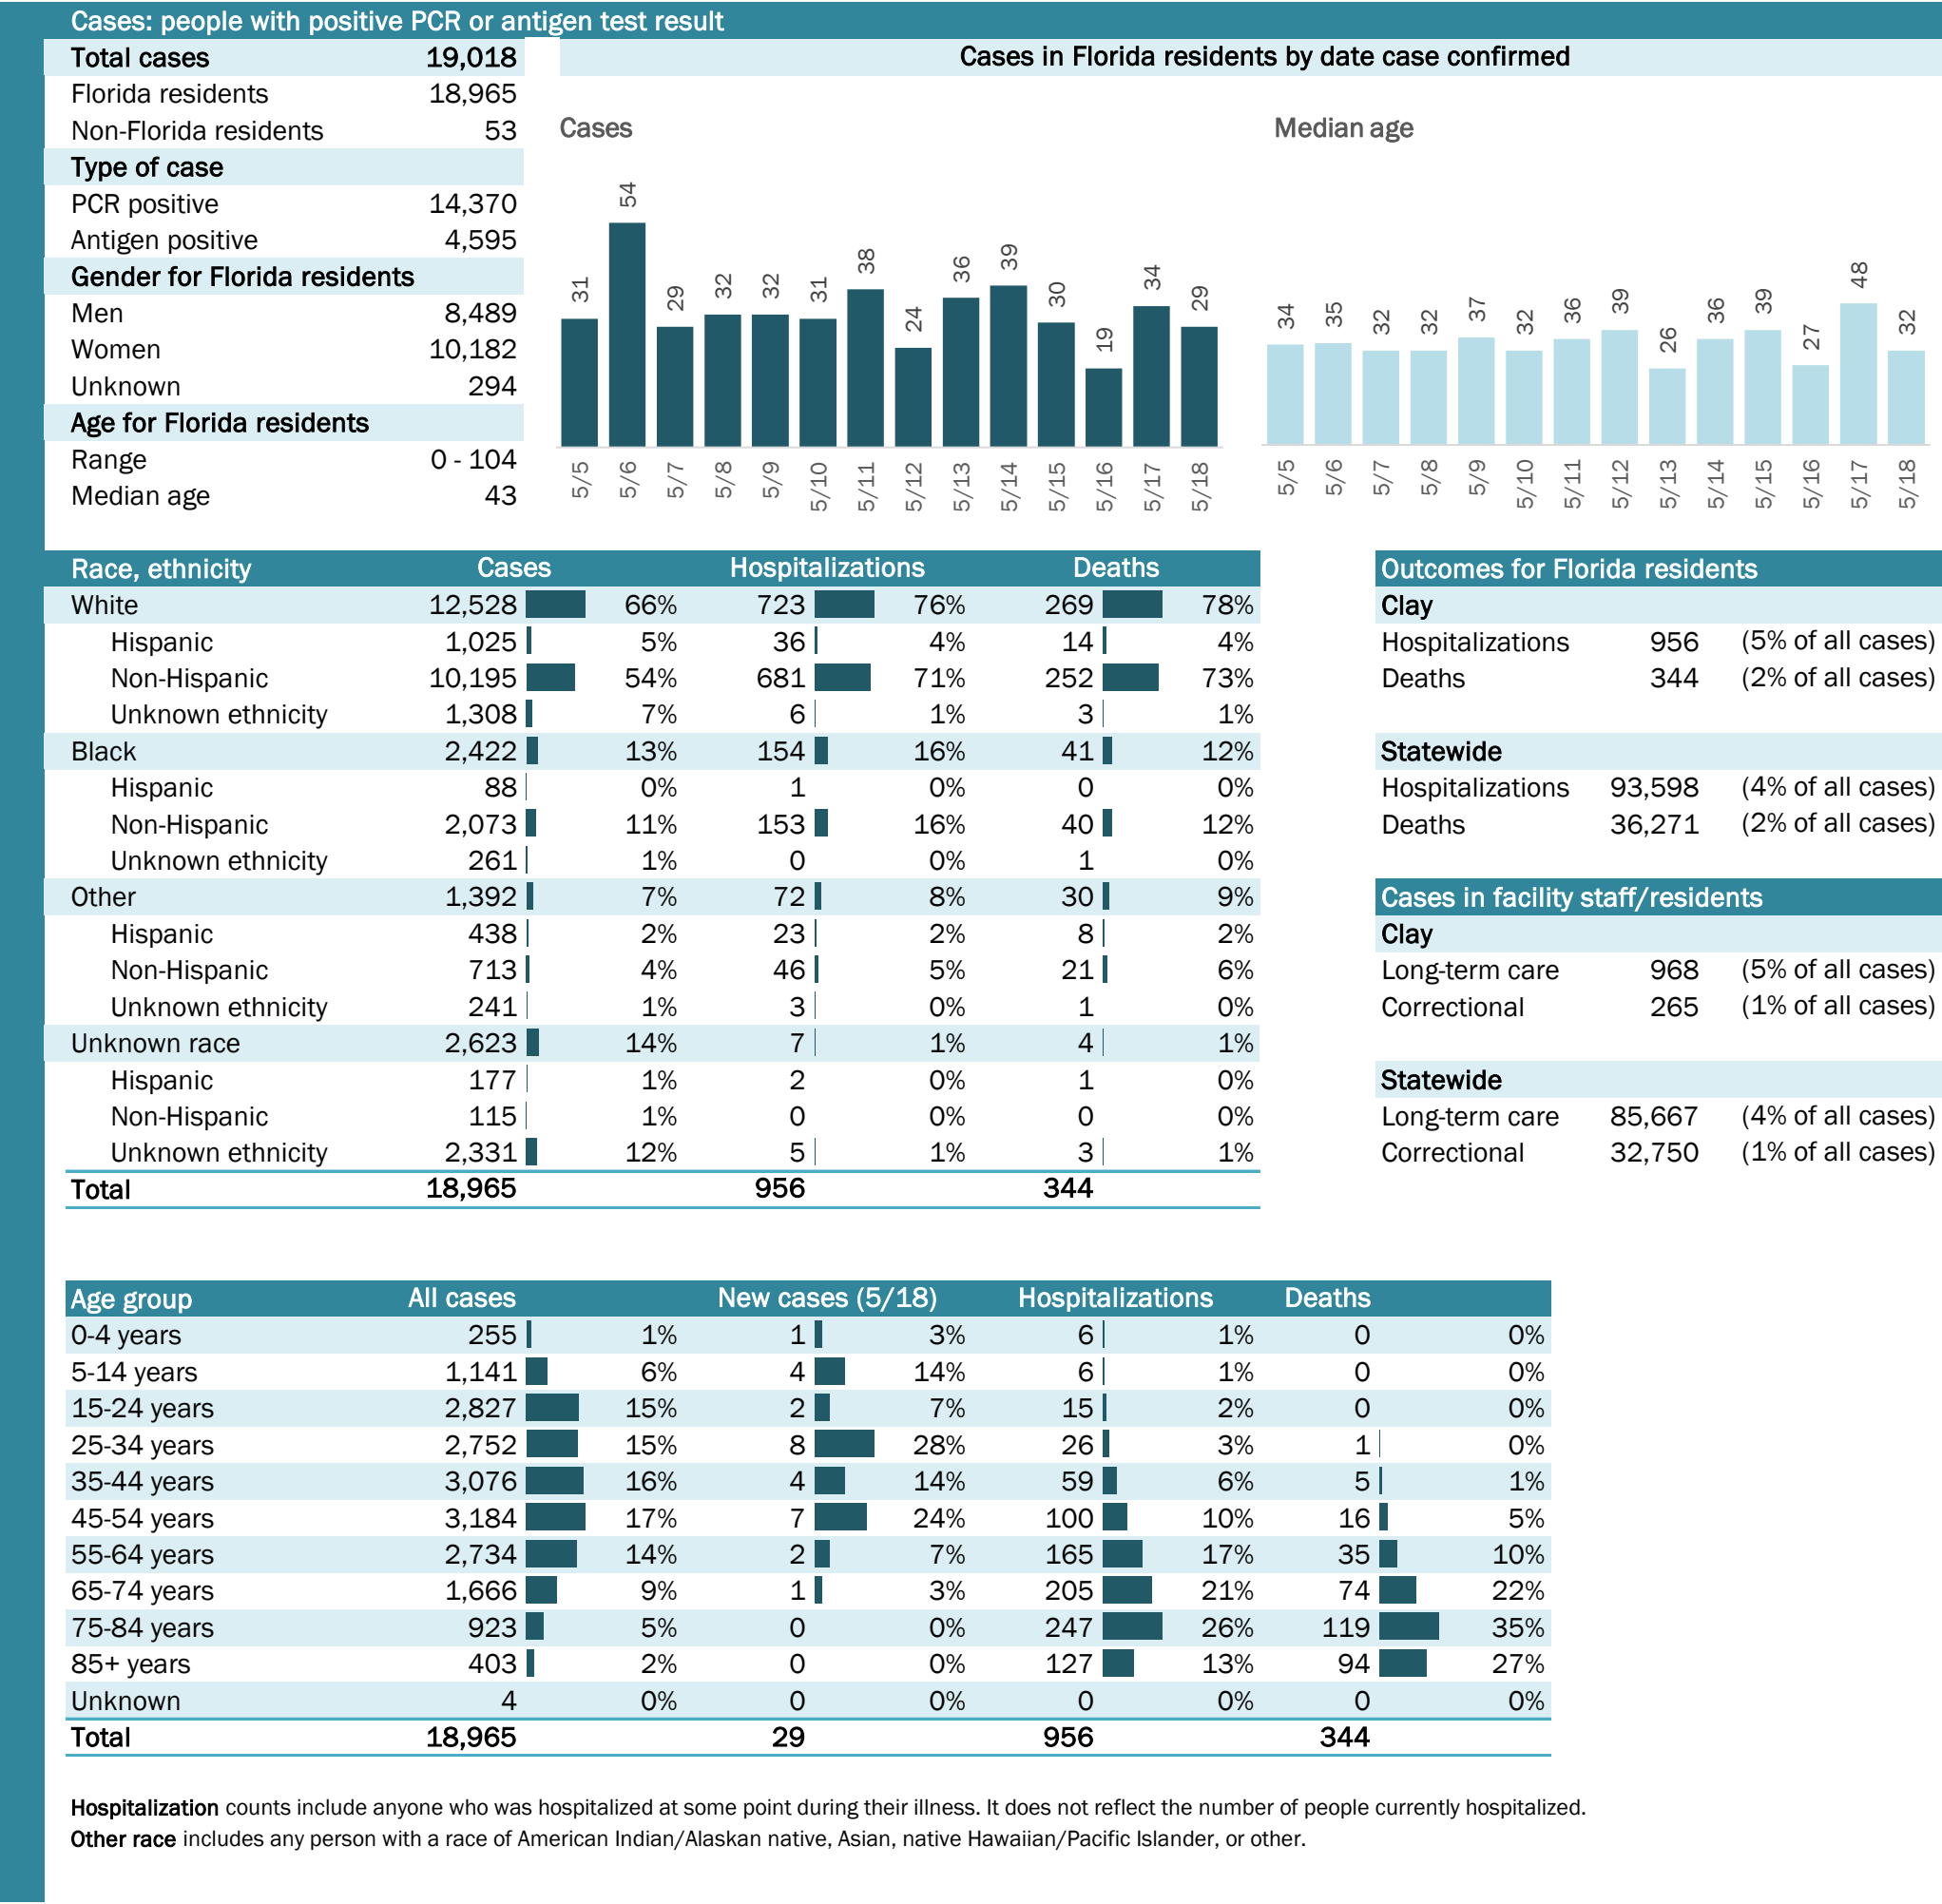 Cases: people with positive PCR or antigen test result
Total cases 19,018
Florida residents 18,965
Non-Florida residents 53
Type of case
PCR positive 14,370
Antigen positive 4,595
Gender for Florida residents
Men 8,489
Women 10,182
Unknown 294
Age for Florida residents
Range 0 - 104
Median age 43
Cases in Florida residents by date case confirmed
Cases
31 54 29 32 32 31 38 24 36 39 30 19 34 29
5/5 5/6 5/7 5/8 5/9 5/10 5/11 5/12 5/13 5/14 5/15 5/16 5/17 5/18
Median age
34 35 32 32 37 32 36 39 26 36 39 27 48 32
5/5 5/6 5/7 5/8 5/9 5/10 5/11 5/12 5/13 5/14 5/15 5/16 5/17 5/18
Race, ethnicity Cases Hospitalizations Deaths
White 12,528 66% 723 76% 269 78%
Hispanic 1,025 5% 36 4% 14 4%
Non-Hispanic 10,195 54% 681 71% 252 73%
Unknown ethnicity 1,308 7% 6 1% 3 1%
Black 2,422 13% 154 16% 41 12%
Hispanic 88 0% 1 0% 0 0%
Non-Hispanic 2,073 11% 153 16% 40 12%
Unknown ethnicity 261 1% 0 0% 1 0%
Other 1,392 7% 72 8% 30 9%
Hispanic 438 2% 23 2% 8 2%
Non-Hispanic 713 4% 46 5% 21 6%
Unknown ethnicity 241 1% 3 0% 1 0%
Unknown race 2,623 14% 7 1% 4 1%
Hispanic 177 1% 2 0% 1 0%
Non-Hispanic 115 1% 0 0% 0 0%
Unknown ethnicity 2,331 12% 5 1% 3 1%
Total 18,965 956 344
Outcomes for Florida residents
Clay
Hospitalizations 956 (5% of all cases)
Deaths 344 (2% of all cases)
Statewide
Hospitalizations 93,598 (4% of all cases)
Deaths 36,271 (2% of all cases)
Cases in facility staff/residents
Clay
Long-term care 968 (5% of all cases)
Correctional 265 (1% of all cases)
Statewide
Long-term care 85,667 (4% of all cases)
Correctional 32,750 (1% of all cases)
Age group All cases New cases (5/18) Hospitalizations Deaths
0-4 years 255 1% 1 3% 6 1% 0 0%
5-14 years 1,141 6% 4 14% 6 1% 0 0%
15-24 years 2,827 15% 2 7% 15 2% 0 0%
25-34 years 2,752 15% 8 28% 26 3% 1 0%
35-44 years 3,076 16% 4 14% 59 6% 5 1%
45-54 years 3,184 17% 7 24% 100 10% 16 5%
55-64 years 2,734 14% 2 7% 165 17% 35 10%
65-74 years 1,666 9% 1 3% 205 21% 74 22%
75-84 years 923 5% 0 0% 247 26% 119 35%
85+ years 403 2% 0 0% 127 13% 94 27%
Unknown 4 0% 0 0% 0 0% 0 0%
Total 18,965 29 956 344
Hospitalization counts include anyone who was hospitalized at some point during their illness. It does not reflect the number of people currently hospitalized.
Other race includes any person with a race of American Indian/Alaskan native, Asian, native Hawaiian/Pacific Islander, or other.